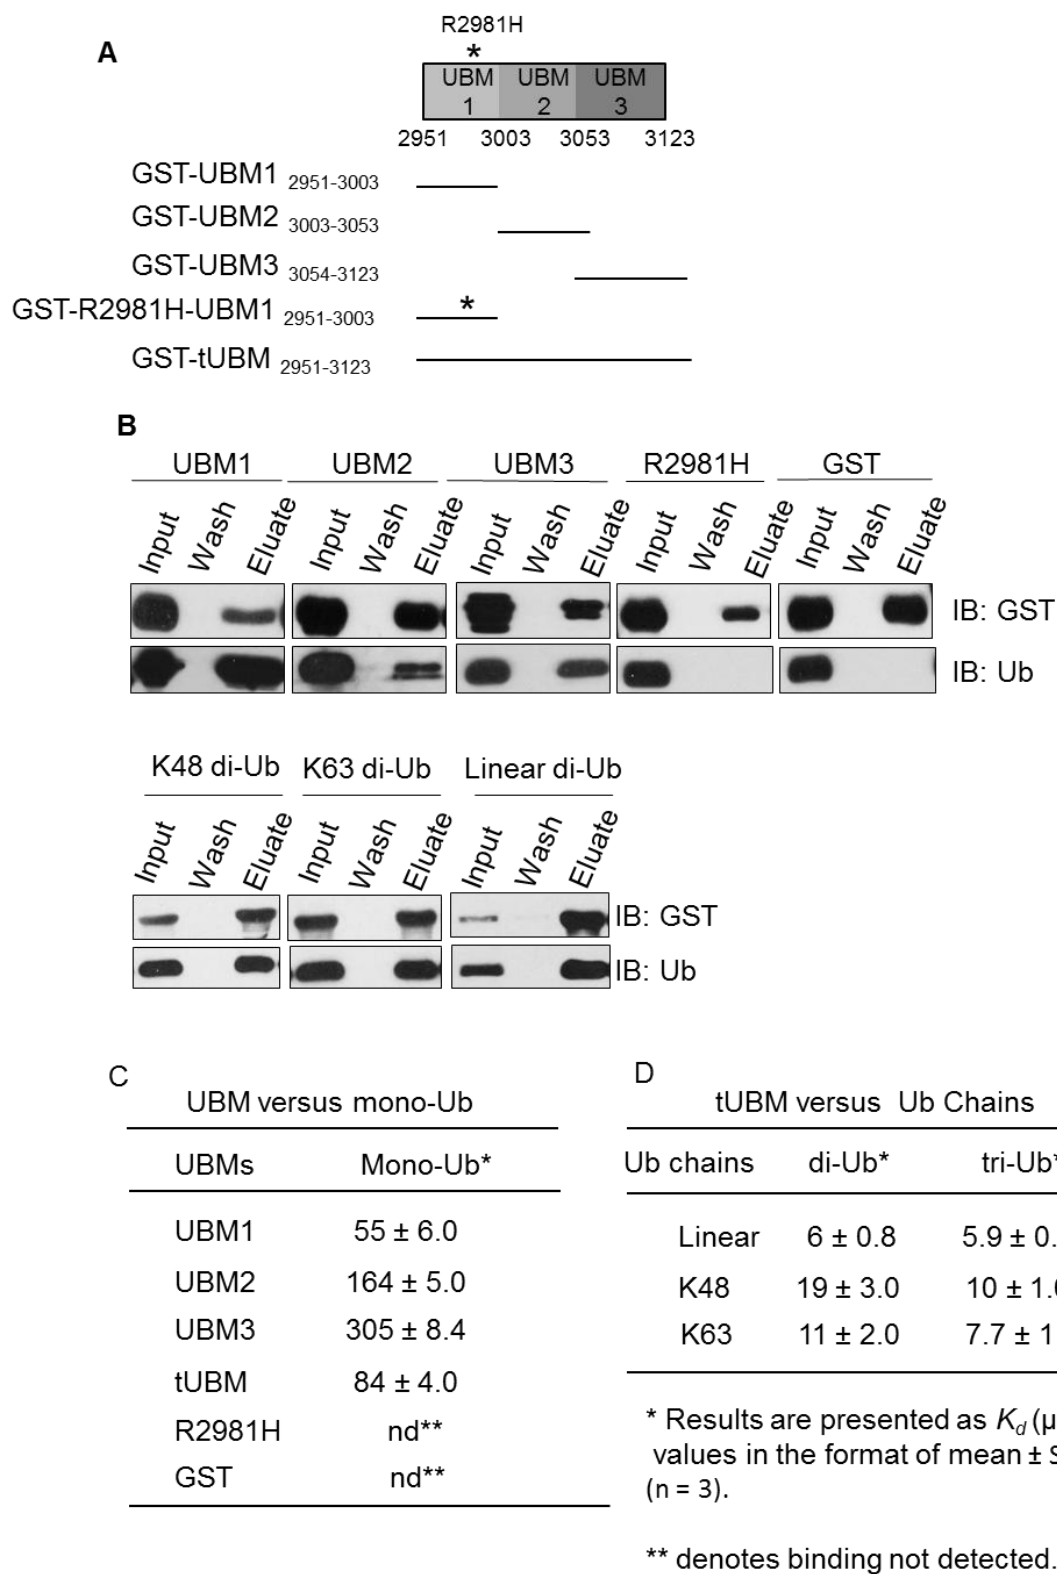 R2981H
A
*
UBM UBM UBM
1 2 3
2951 3003 3053 3123
GST-UBM1 2951-3003
GST-UBM2 3003-3053
GST-UBM3 3054-3123
GST-R2981H-UBM1 2951-3003 *
GST-tUBM 2951-3123
B
UBM1 UBM2 UBM3 R2981H GST
Input Wash Eluate Input Wash Eluate Input Wash Eluate Input Wash Eluate Input Wash Eluate
IB: GST
IB: Ub
K48 di-Ub K63 di-Ub Linear di-Ub
Input Wash Eluate Input Wash Eluate Input Wash Eluate
IB: GST
IB: Ub
C
UBM versus mono-Ub
UBMs Mono-Ub*
UBM1 55 ± 6.0
UBM2 164 ± 5.0
UBM3 305 ± 8.4
tUBM 84 ± 4.0
R2981H nd**
GST nd**
D
tUBM versus Ub Chains
Ub chains di-Ub* tri-Ub*
Linear 6 ± 0.8 5.9 ± 0.
K48 19 ± 3.0 10 ± 1.0
K63 11 ± 2.0 7.7 ± 1
* Results are presented as Kd (µ
values in the format of mean ± S
(n = 3).
** denotes binding not detected.